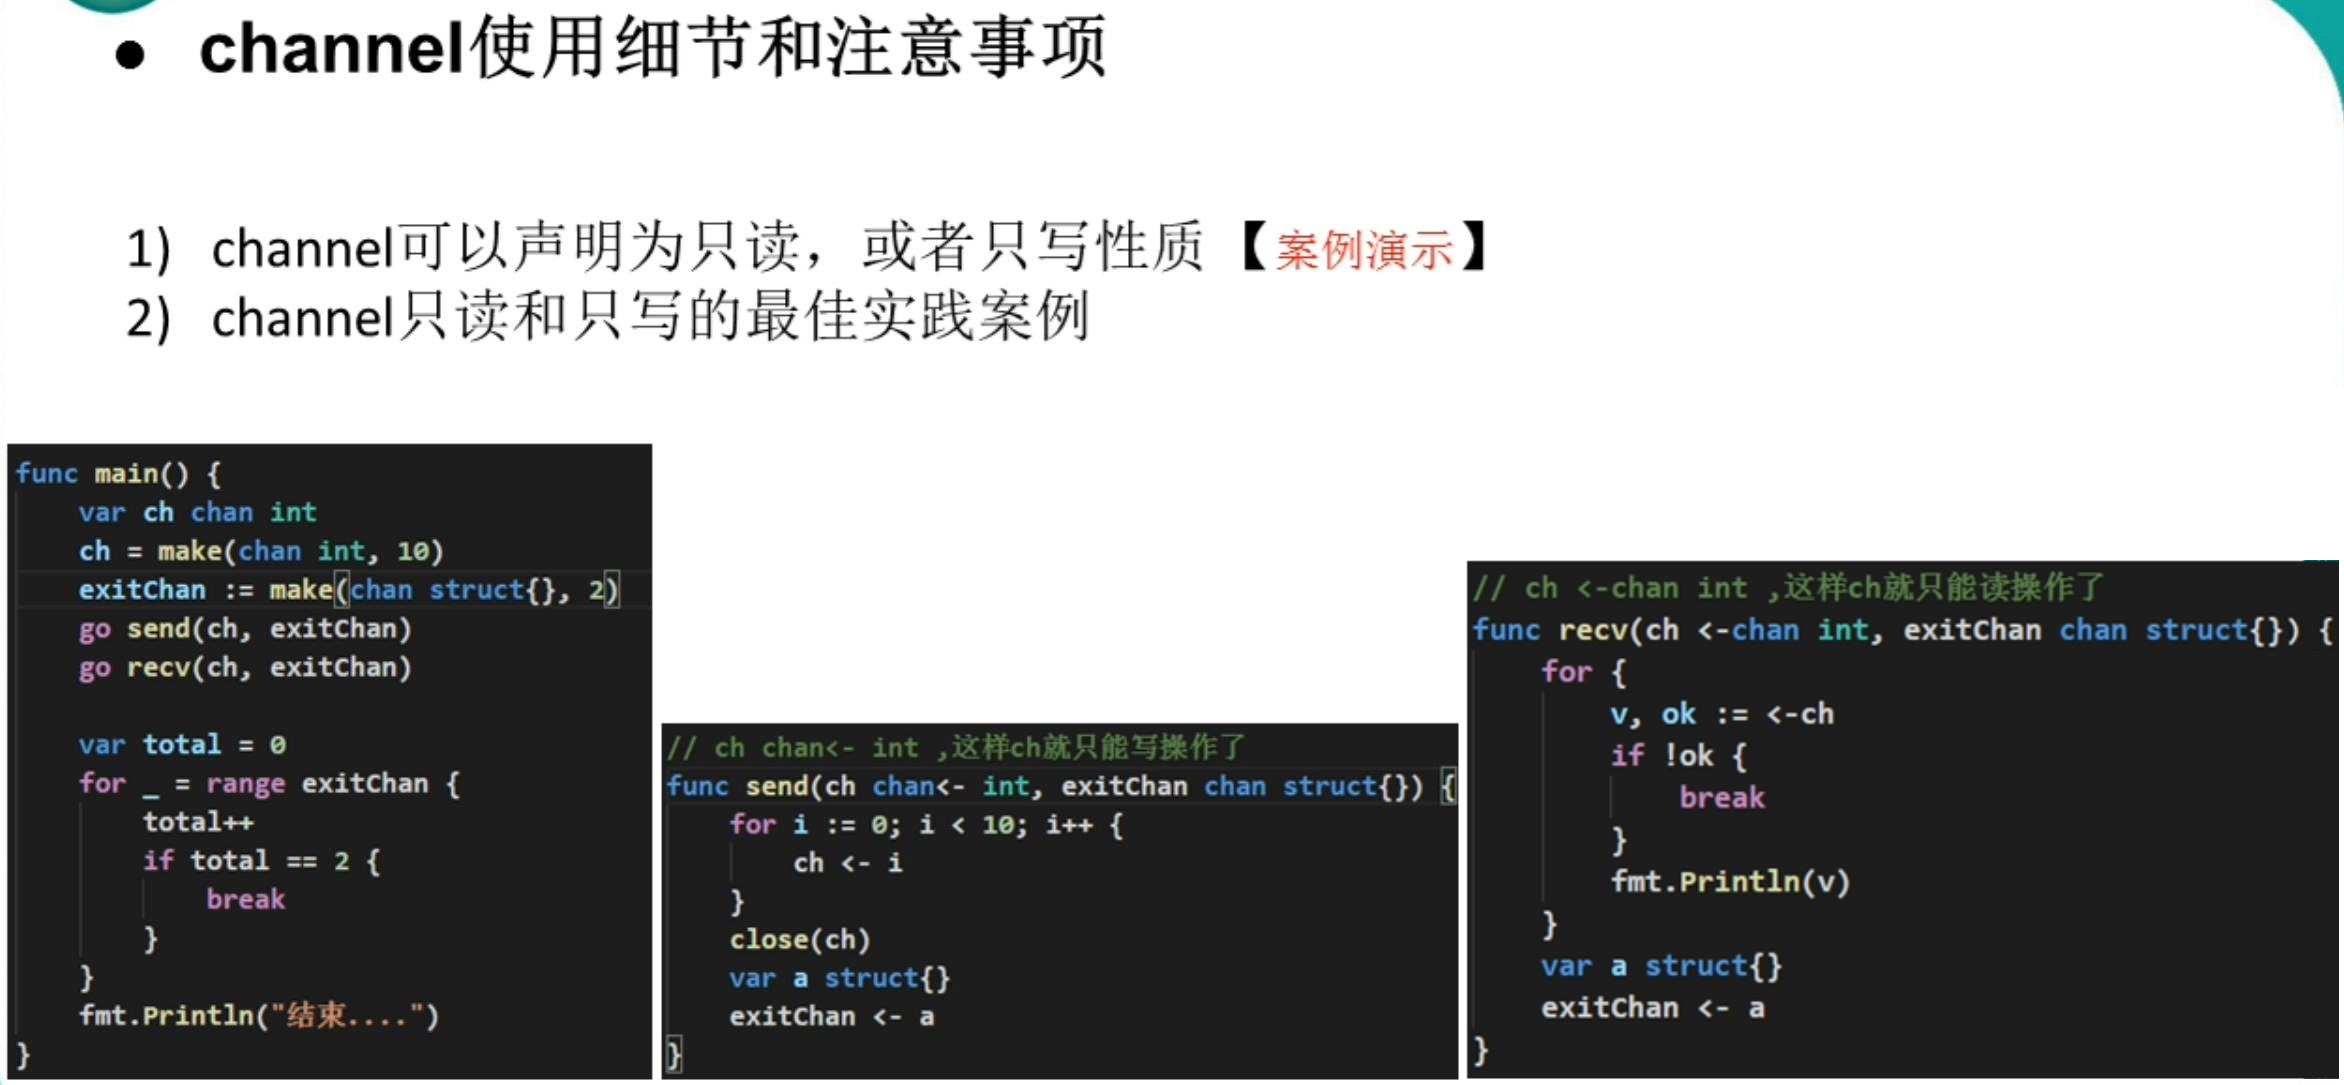 ● channel使用细节和注意事项
1) channel可以声明为只读，或者只写性质【案例演示】
2) channel只读和只写的最佳实践案例
func main() {
    var ch chan int
    ch = make(chan int, 10)
    exitChan := make(chan struct{}, 2)
    go send(ch, exitChan)
    go recv(ch, exitChan)

    var total = 0
    for _ = range exitChan {
        total++
        if total == 2 {
            break
        }
    }
    fmt.Println("结束....")
}
// ch chan<- int ,这样ch就只能写操作了
func send(ch chan<- int, exitChan chan struct{}) {
    for i := 0; i < 10; i++ {
        ch <- i
    }
    close(ch)
    var a struct{}
    exitChan <- a
}
// ch <-chan int ,这样ch就只能读操作了
func recv(ch <-chan int, exitChan chan struct{}) {
    for {
        v, ok := <-ch
        if !ok {
            break
        }
        fmt.Println(v)
    }
    var a struct{}
    exitChan <- a
}